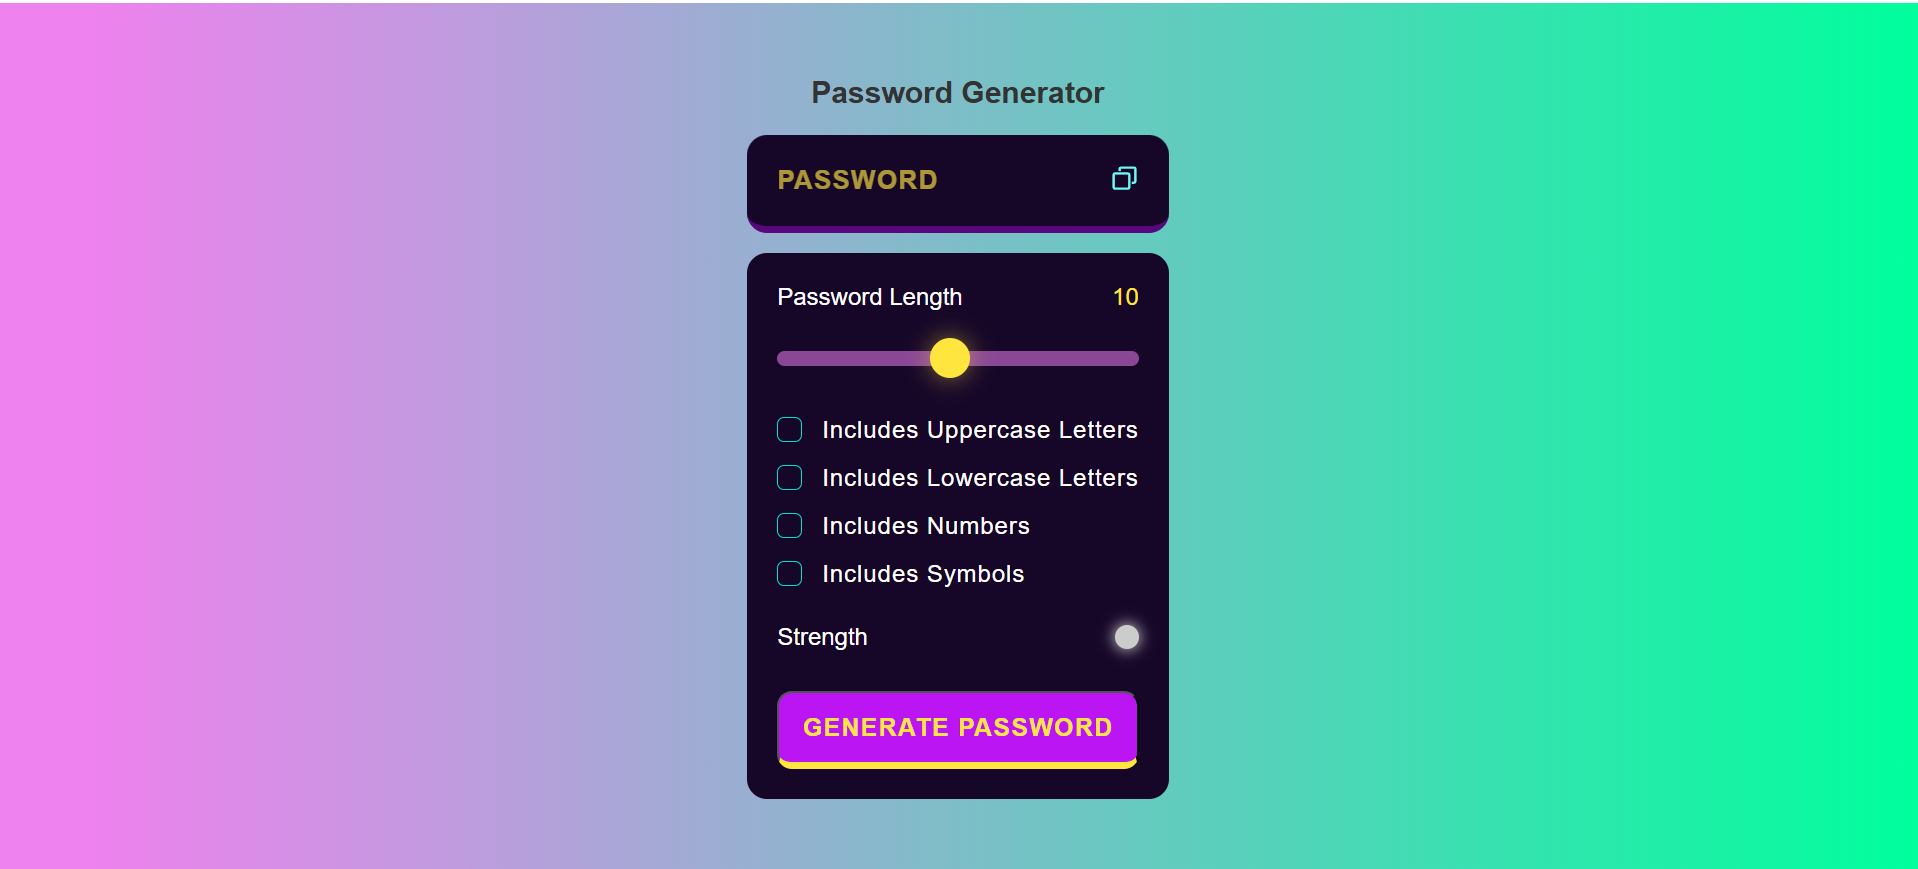 Password Generator
PASSWORD
Password Length 10
Includes Uppercase Letters
Includes Lowercase Letters
Includes Numbers
Includes Symbols
Strength
GENERATE PASSWORD